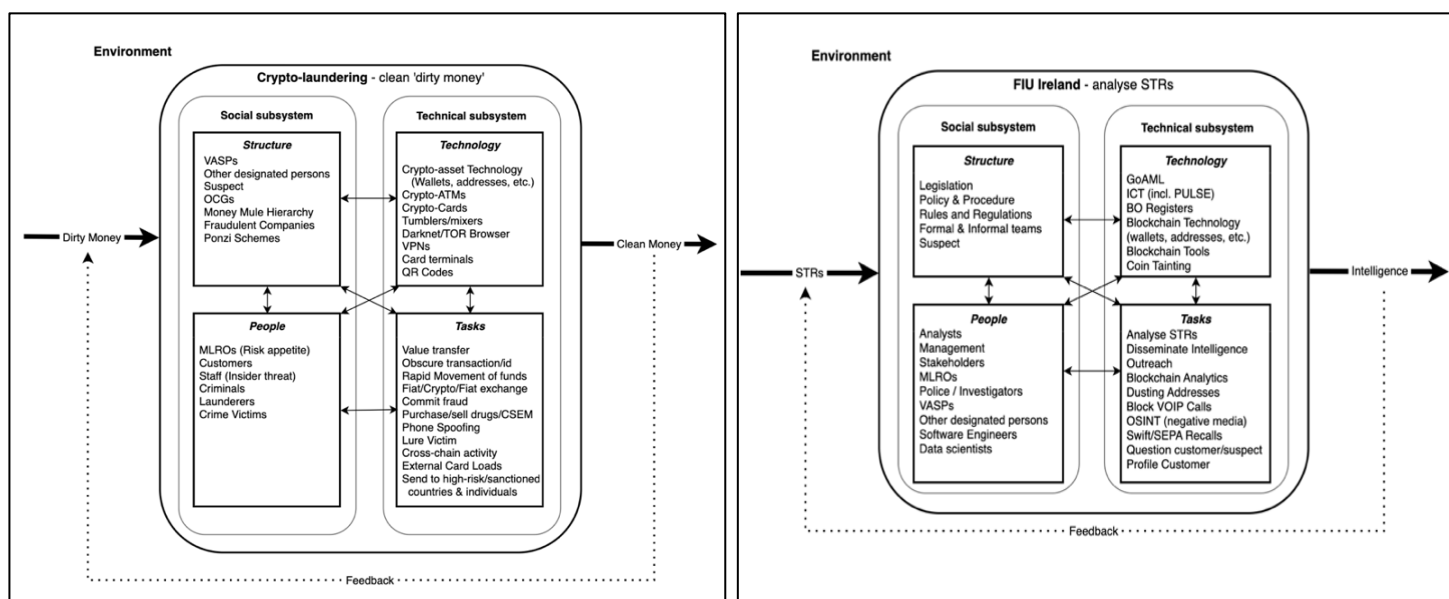 Environment
Crypto-laundering - clean 'dirty money'
Social subsystem
Structure
VASPs
Other designated persons
Suspect
OCGs
Money Mule Hierarchy
Fraudulent Companies
Ponzi Schemes
Technical subsystem
Technology
Crypto-asset Technology
(Wallets, addresses, etc.)
Crypto-ATMs
Crypto-Cards
Tumblers/mixers
Darknet/TOR Browser
VPNs
Card terminals
QR Codes
Dirty Money
Clean Money
People
MLROs (Risk appetite)
Customers
Staff (Insider threat)
Criminals
Launderers
Crime Victims
Tasks
Value transfer
Obscure transaction/id
Rapid Movement of funds
Fiat/Crypto/Fiat exchange
Commit fraud
Purchase/sell drugs/CSEM
Phone Spoofing
Lure Victim
Cross-chain activity
External Card Loads
Send to high-risk/sanctioned
countries & individuals
Feedback
Environment
FIU Ireland - analyse STRs
Social subsystem
Structure
Legislation
Policy & Procedure
Rules and Regulations
Formal & Informal teams
Suspect
Technical subsystem
Technology
GoAML
ICT (incl. PULSE)
BO Registers
Blockchain Technology
(wallets, addresses, etc.)
Blockchain Tools
Coin Tainting
STRs
Intelligence
People
Analysts
Management
Stakeholders
MLROs
Police / Investigators
VASPs
Other designated persons
Software Engineers
Data scientists
Tasks
Analyse STRs
Disseminate Intelligence
Outreach
Blockchain Analytics
Dusting Addresses
Block VOIP Calls
OSINT (negative media)
Swift/SEPA Recalls
Question customer/suspect
Profile Customer
Feedback